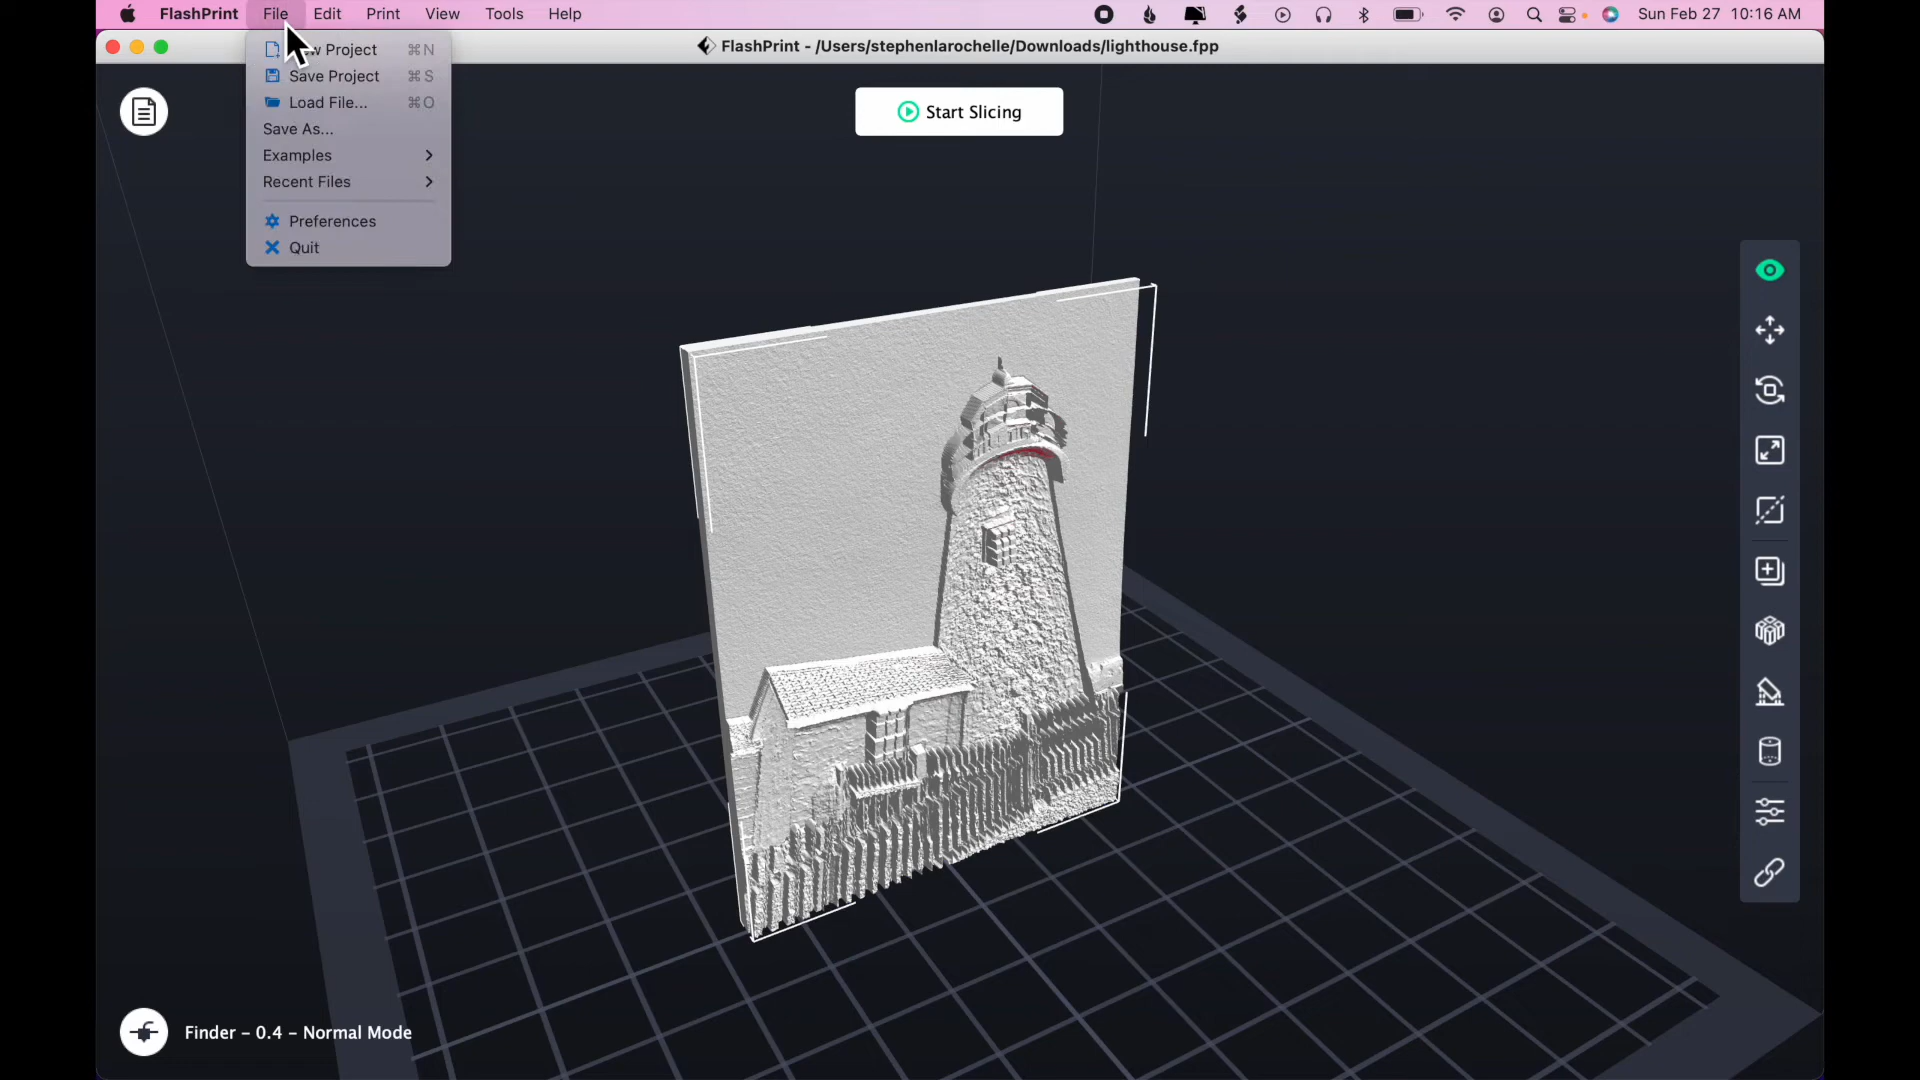 FlashPrint File Edit Print View Tools Help Sun Feb 27 10:16 AM
FlashPrint - /Users/stephenlarochelle/Downloads/lighthouse.fpp
Project ⌘N
Save Project ⌘S
Load File... ⌘O
Save As...
Examples
Recent Files
Preferences
Quit
Start Slicing
Finder – 0.4 – Normal Mode